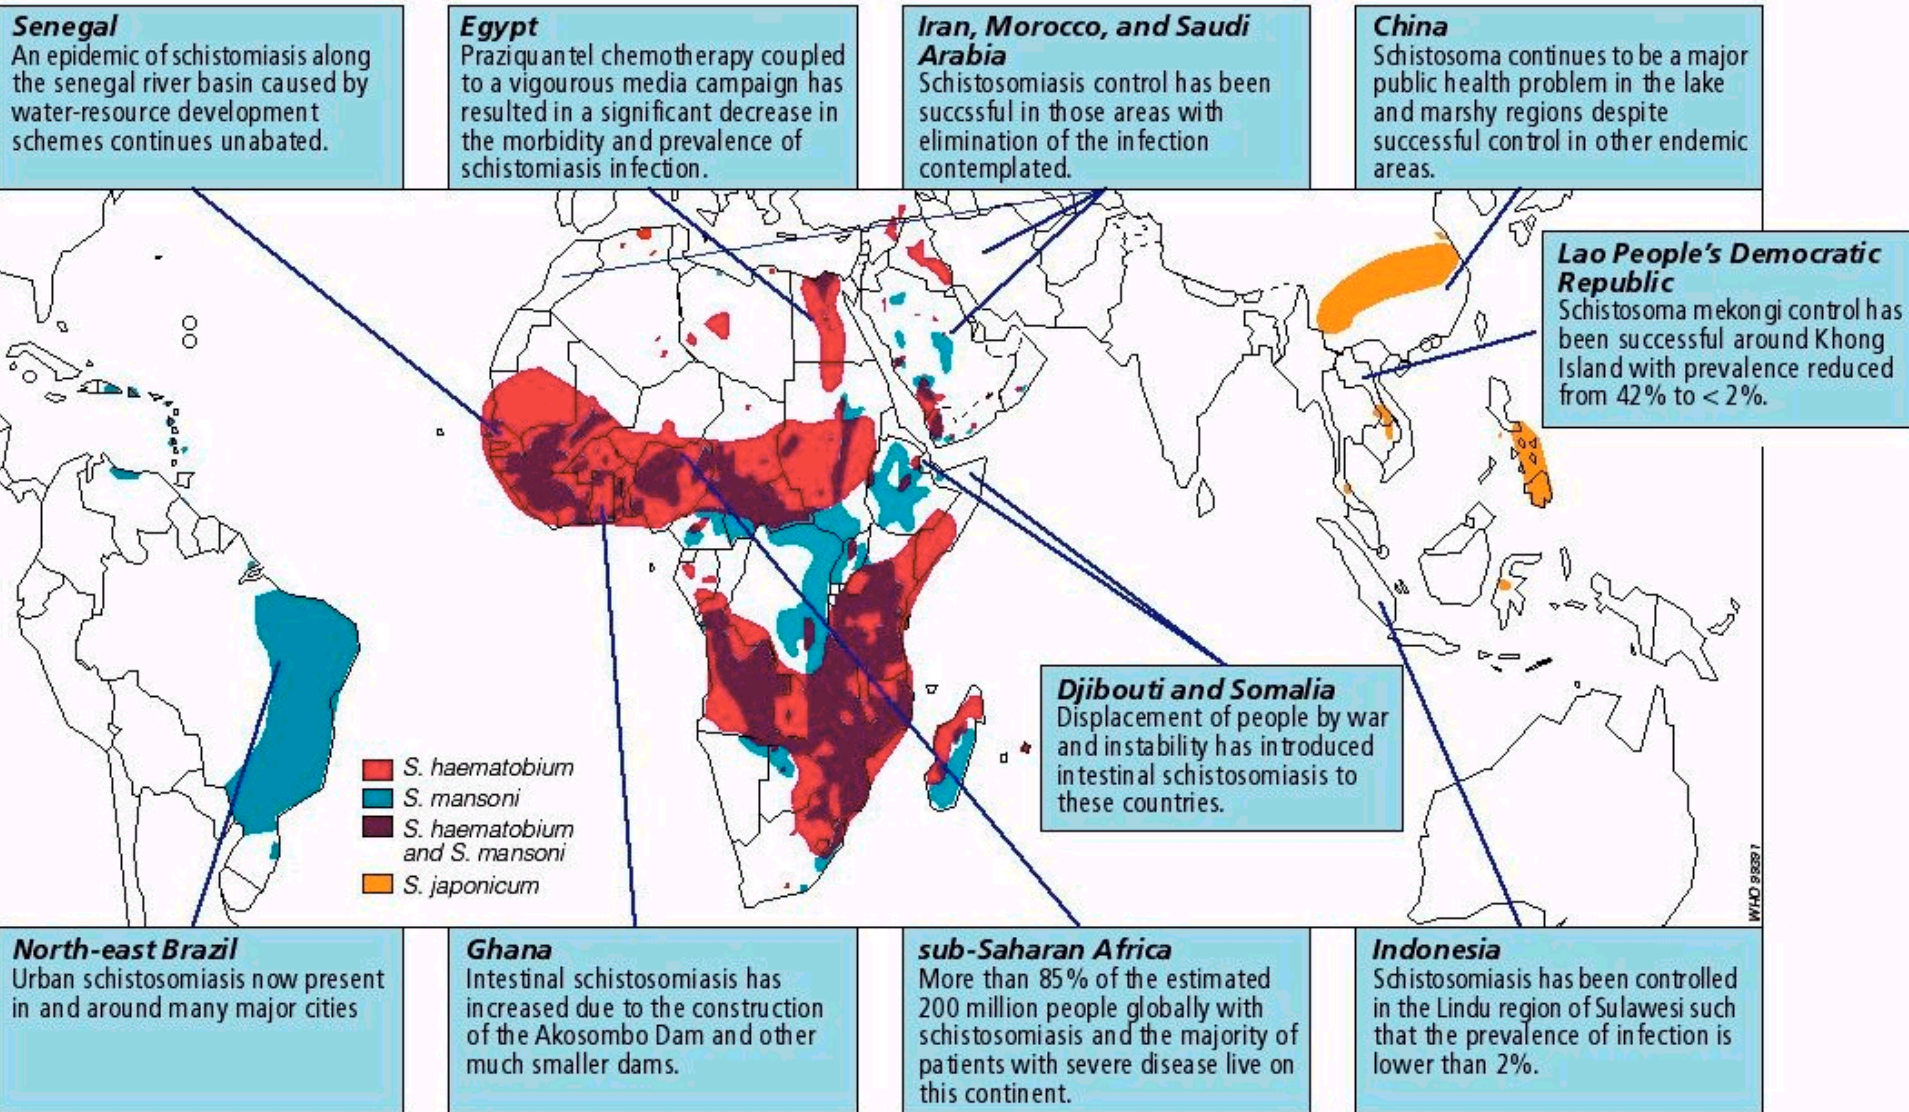 Senegal
An epidemic of schistomiasis along
the senegal river basin caused by
water-resource development
schemes continues unabated.
Egypt
Praziquantel chemotherapy coupled
to a vigourous media campaign has
resulted in a significant decrease in
the morbidity and prevalence of
schistomiasis infection.
Iran, Morocco, and Saudi
Arabia
Schistosomiasis control has been
succssful in those areas with
elimination of the infection
contemplated.
China
Schistosoma continues to be a major
public health problem in the lake
and marshy regions despite
successful control in other endemic
areas.
Lao People's Democratic
Republic
Schistosoma mekongi control has
been successful around Khong
Island with prevalence reduced
from 42% to < 2%.
Djibouti and Somalia
Displacement of people by war
and instability has introduced
intestinal schistosomiasis to
these countries.
S. haematobium
S. mansoni
S. haematobium
and S. mansoni
S. japonicum
WHO 99391
North-east Brazil
Urban schistosomiasis now present
in and around many major cities
Ghana
Intestinal schistosomiasis has
increased due to the construction
of the Akosombo Dam and other
much smaller dams.
sub-Saharan Africa
More than 85% of the estimated
200 million people globally with
schistosomiasis and the majority of
patients with severe disease live on
this continent.
Indonesia
Schistosomiasis has been controlled
in the Lindu region of Sulawesi such
that the prevalence of infection is
lower than 2%.